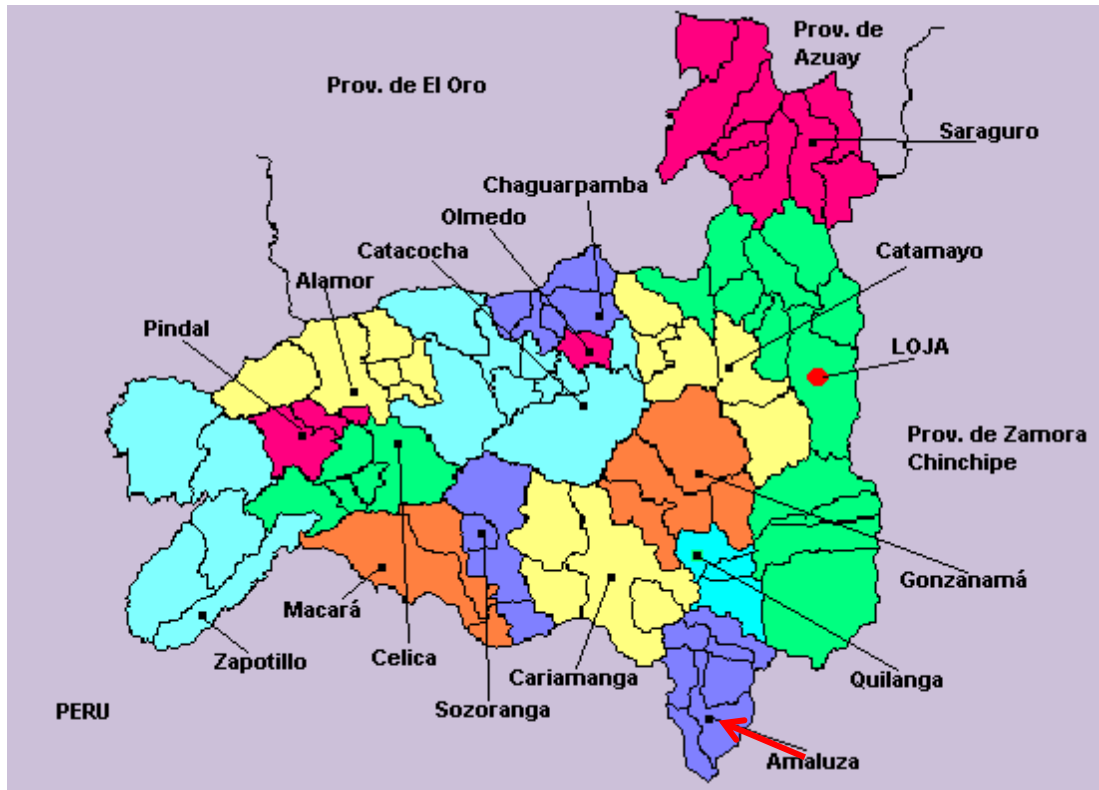 Prov. de
Azuay
Prov. de El Oro
Saraguro
Chaguarpamba
Olmedo
Catacocha
Catamayo
Alamor
Pindal
LOJA
Prov. de Zamora
Chinchipe
Gonzanamá
Macará
Zapotillo
Celica
Cariamanga
Quilanga
Sozoranga
PERU
Amaluza